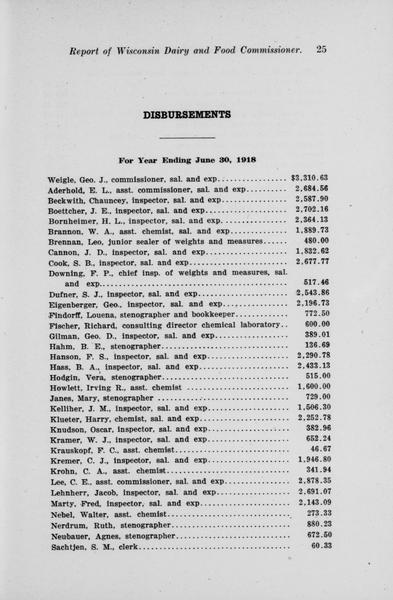 Report of Wisconsin Dairy and Food Commissioner. 25
DISBURSEMENTS
For Year Ending June 30, 1918
Weigle, Geo. J., commissioner, sal. and exp................ $3,310.63
Aderhold, E. L., asst. commissioner, sal. and exp.......... 2,684.56
Beckwith, Chauncey, inspector, sal. and exp................ 2,587.90
Boettcher, J. E., inspector, sal. and exp.................. 2,702.16
Bornheimer, H. L., inspector, sal. and exp................. 2,364.13
Brannon, W. A., asst. chemist, sal. and exp................ 1,889.73
Brennan, Leo, junior sealer of weights and measures...... 480.00
Cannon, J. D., inspector, sal. and exp..................... 1,832.62
Cook, S. B., inspector, sal. and exp....................... 2,677.77
Downing, F. P., chief insp. of weights and measures, sal.
and exp................................................ 517.46
Dufner, S. J., inspector, sal. and exp..................... 2,543.86
Eigenberger, Geo., inspector, sal. and exp................. 2,196.73
Findorff, Louena, stenographer and bookkeeper............. 772.50
Fischer, Richard, consulting director chemical laboratory.. 600.00
Gilman, Geo. D., inspector, sal. and exp................... 389.01
Hahm, B. E., stenographer.................................. 136.69
Hanson, F. S., inspector, sal. and exp..................... 2,290.78
Hass, B. A., inspector, sal. and exp....................... 2,433.13
Hodgin, Vera, stenographer................................. 515.00
Howlett, Irving R., asst. chemist ......................... 1,600.00
Janes, Mary, stenographer ................................. 729.00
Kelliher, J. M., inspector, sal. and exp................... 1,506.30
Klueter, Harry, chemist, sal. and exp...................... 2,252.78
Knudson, Oscar, inspector, sal. and exp.................... 382.96
Kramer, W. J., inspector, sal. and exp..................... 652.24
Krauskopf, F. C., asst. chemist............................ 46.67
Kremer, C. J., inspector, sal. and exp..................... 1,946.80
Krohn, C. A., asst. chemist................................ 341.94
Lee, C. E., asst. commissioner, sal. and exp............... 2,878.35
Lehnherr, Jacob, inspector, sal. and exp................... 2,691.07
Marty, Fred, inspector, sal. and exp....................... 2,143.09
Nebel, Walter, asst. chemist............................... 273.33
Nerdrum, Ruth, stenographer................................ 880.23
Neubauer, Agnes, stenographer.............................. 672.50
Sachtjen, S. M., clerk..................................... 60.33